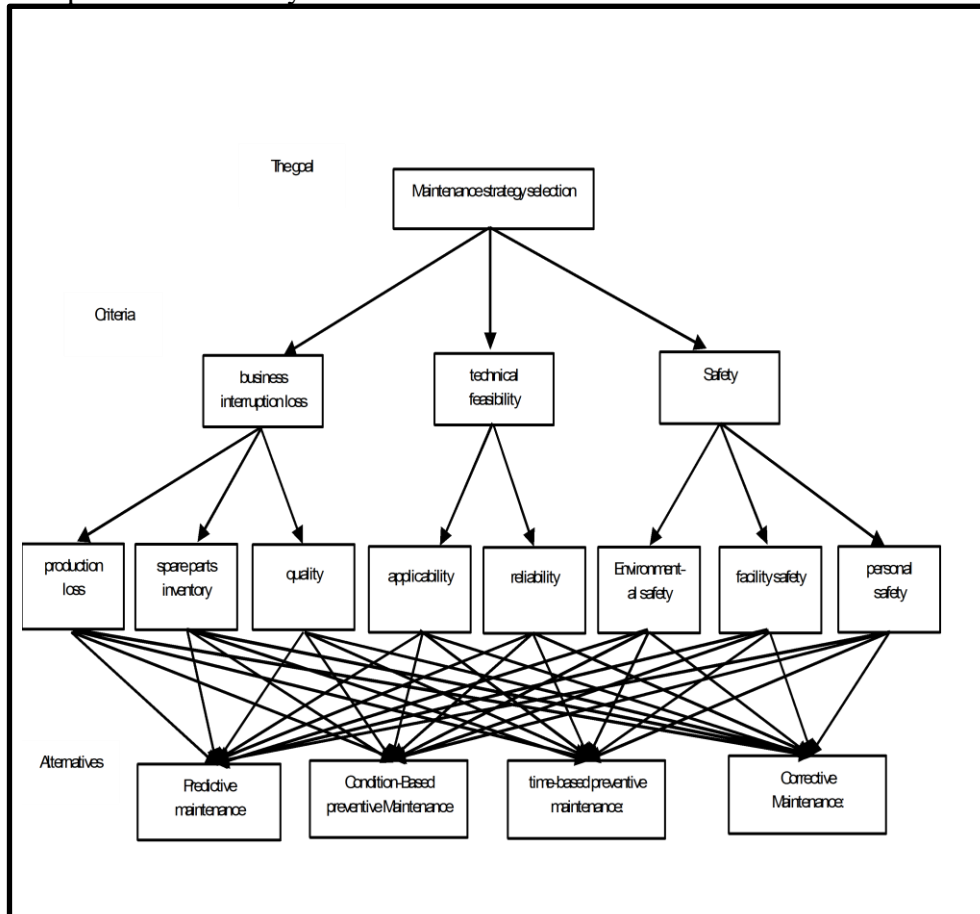 The goal
Maintenance strategy selection
Criteria
business
interruption loss
technical
feasibility
Safety
production
loss
spare parts
inventory
quality
applicability
reliability
Environment-
al safety
facility safety
personal
safety
Alternatives
Predictive
maintenance
Condition-Based
preventive Maintenance
time-based preventive
maintenance:
Corrective
Maintenance: